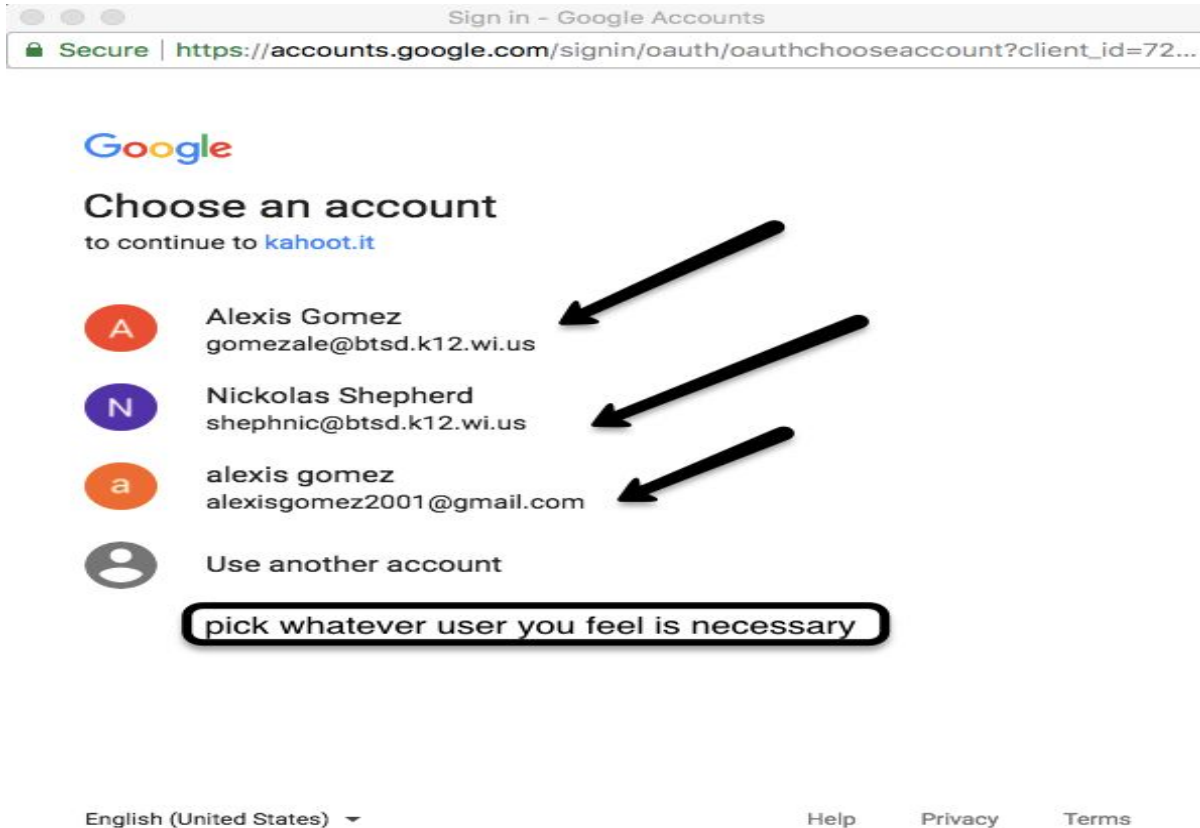 Sign in - Google Accounts
Secure | https://accounts.google.com/signin/oauth/oauthchooseaccount?client_id=72...
Google
Choose an account
to continue to kahoot.it
A
Alexis Gomez
gomezale@btsd.k12.wi.us
N
Nickolas Shepherd
shephnic@btsd.k12.wi.us
a
alexis gomez
alexisgomez2001@gmail.com
Use another account
pick whatever user you feel is necessary
English (United States) Help Privacy Terms